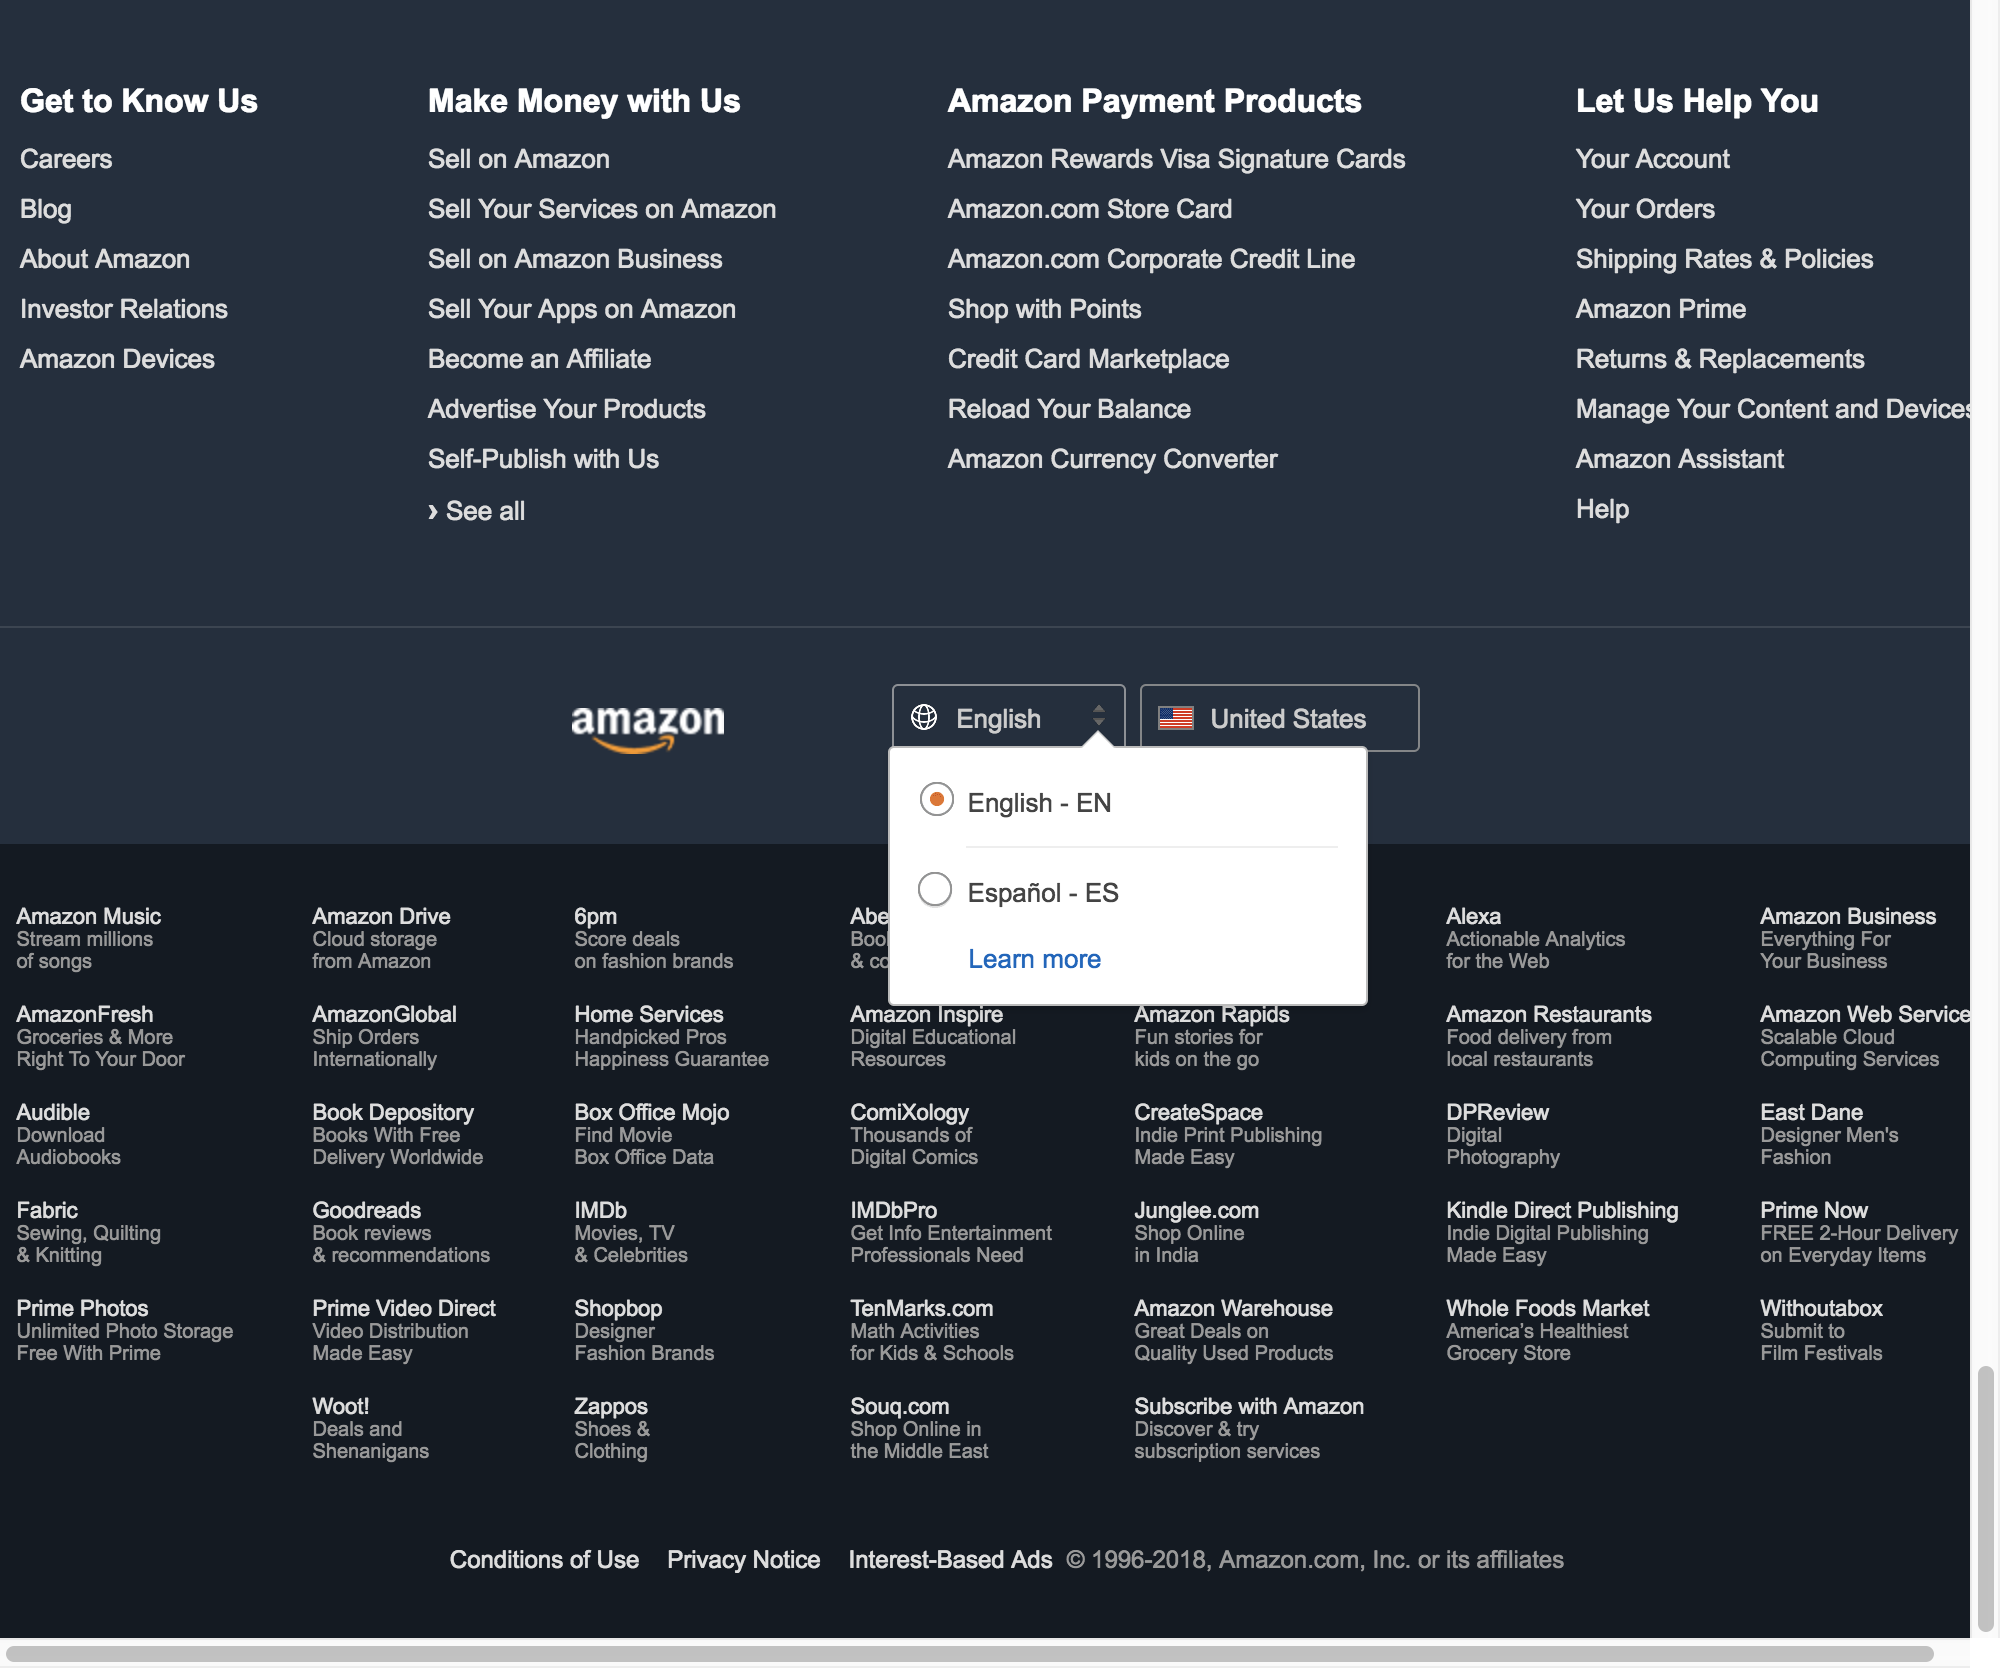 Get to Know Us
Careers
Blog
About Amazon
Investor Relations
Amazon Devices
Make Money with Us
Sell on Amazon
Sell Your Services on Amazon
Sell on Amazon Business
Sell Your Apps on Amazon
Become an Affiliate
Advertise Your Products
Self-Publish with Us
› See all
Amazon Payment Products
Amazon Rewards Visa Signature Cards
Amazon.com Store Card
Amazon.com Corporate Credit Line
Shop with Points
Credit Card Marketplace
Reload Your Balance
Amazon Currency Converter
Let Us Help You
Your Account
Your Orders
Shipping Rates & Policies
Amazon Prime
Returns & Replacements
Manage Your Content and Devices
Amazon Assistant
Help
amazon
English
United States
English - EN
Español - ES
Learn more
Amazon Music
Stream millions
of songs
Amazon Drive
Cloud storage
from Amazon
6pm
Score deals
on fashion brands
Alexa
Actionable Analytics
for the Web
Amazon Business
Everything For
Your Business
AmazonFresh
Groceries & More
Right To Your Door
AmazonGlobal
Ship Orders
Internationally
Home Services
Handpicked Pros
Happiness Guarantee
Amazon Inspire
Digital Educational
Resources
Amazon Rapids
Fun stories for
kids on the go
Amazon Restaurants
Food delivery from
local restaurants
Amazon Web Service
Scalable Cloud
Computing Services
Audible
Download
Audiobooks
Book Depository
Books With Free
Delivery Worldwide
Box Office Mojo
Find Movie
Box Office Data
ComiXology
Thousands of
Digital Comics
CreateSpace
Indie Print Publishing
Made Easy
DPReview
Digital
Photography
East Dane
Designer Men's
Fashion
Fabric
Sewing, Quilting
& Knitting
Goodreads
Book reviews
& recommendations
IMDb
Movies, TV
& Celebrities
IMDbPro
Get Info Entertainment
Professionals Need
Junglee.com
Shop Online
in India
Kindle Direct Publishing
Indie Digital Publishing
Made Easy
Prime Now
FREE 2-Hour Delivery
on Everyday Items
Prime Photos
Unlimited Photo Storage
Free With Prime
Prime Video Direct
Video Distribution
Made Easy
Shopbop
Designer
Fashion Brands
TenMarks.com
Math Activities
for Kids & Schools
Amazon Warehouse
Great Deals on
Quality Used Products
Whole Foods Market
America's Healthiest
Grocery Store
Withoutabox
Submit to
Film Festivals
Woot!
Deals and
Shenanigans
Zappos
Shoes &
Clothing
Souq.com
Shop Online in
the Middle East
Subscribe with Amazon
Discover & try
subscription services
Conditions of Use Privacy Notice Interest-Based Ads © 1996-2018, Amazon.com, Inc. or its affiliates